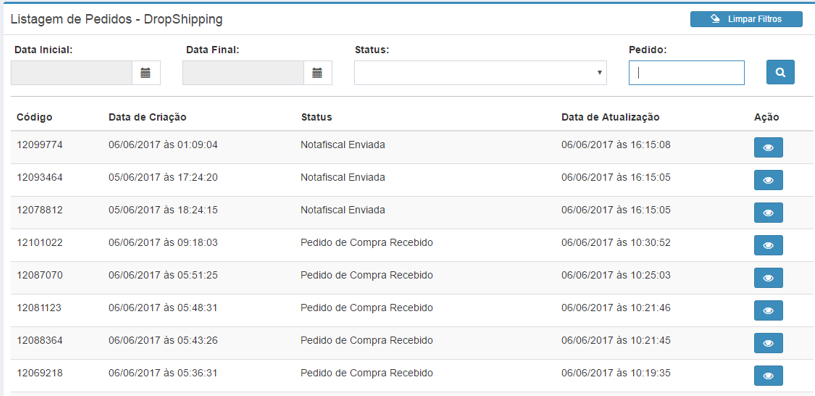 Listagem de Pedidos - DropShipping Limpar Filtros
Data Inicial: Data Final: Status: Pedido:
Código Data de Criação Status Data de Atualização Ação
12099774 06/06/2017 às 01:09:04 Notafiscal Enviada 06/06/2017 às 16:15:08
12093464 05/06/2017 às 17:24:20 Notafiscal Enviada 06/06/2017 às 16:15:05
12078812 05/06/2017 às 18:24:15 Notafiscal Enviada 06/06/2017 às 16:15:05
12101022 06/06/2017 às 09:18:03 Pedido de Compra Recebido 06/06/2017 às 10:30:52
12087070 06/06/2017 às 05:51:25 Pedido de Compra Recebido 06/06/2017 às 10:25:03
12081123 06/06/2017 às 05:48:31 Pedido de Compra Recebido 06/06/2017 às 10:21:46
12088364 06/06/2017 às 05:43:26 Pedido de Compra Recebido 06/06/2017 às 10:21:45
12069218 06/06/2017 às 05:36:31 Pedido de Compra Recebido 06/06/2017 às 10:19:35